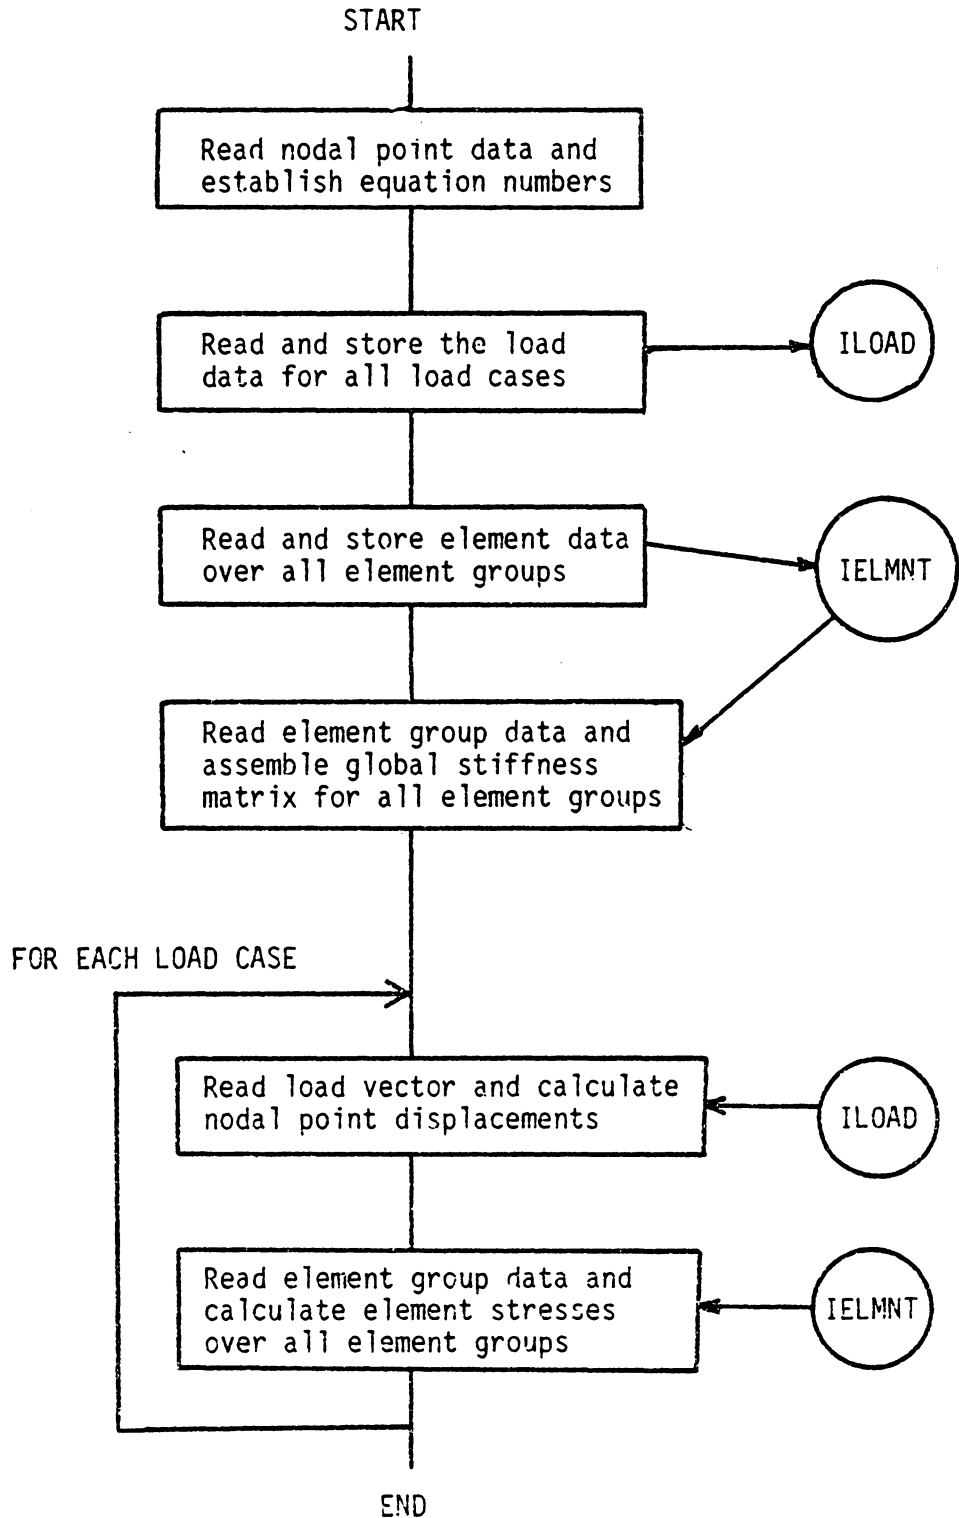 START
Read nodal point data and
establish equation numbers
Read and store the load
data for all load cases
ILOAD
Read and store element data
over all element groups
IELMNT
Read element group data and
assemble global stiffness
matrix for all element groups
FOR EACH LOAD CASE
Read load vector and calculate
nodal point displacements
ILOAD
Read element group data and
calculate element stresses
over all element groups
IELMNT
END